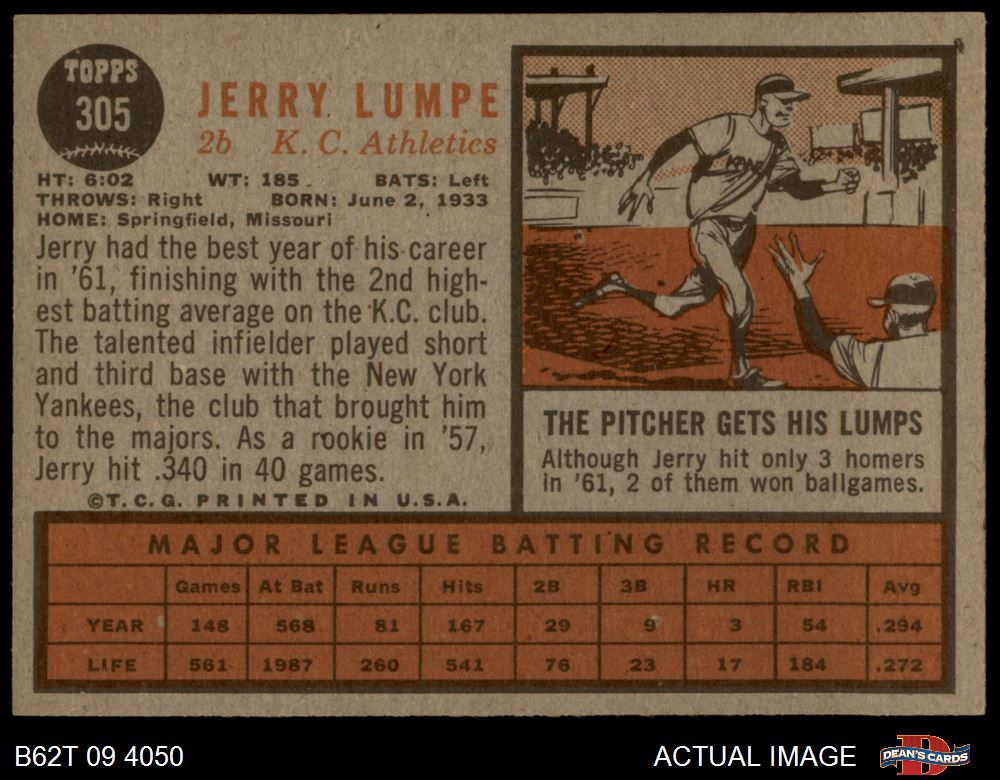 TOPPS
305
JERRY LUMPE
2b K. C. Athletics
HT: 6:02 WT: 185 BATS: Left
THROWS: Right BORN: June 2, 1933
HOME: Springfield, Missouri
Jerry had the best year of his career
in '61, finishing with the 2nd high-
est batting average on the K.C. club.
The talented infielder played short
and third base with the New York
Yankees, the club that brought him
to the majors. As a rookie in '57,
Jerry hit .340 in 40 games.
©T.C.G. PRINTED IN U.S.A.
THE PITCHER GETS HIS LUMPS
Although Jerry hit only 3 homers
in '61, 2 of them won ballgames.
MAJOR LEAGUE BATTING RECORD
Games At Bat Runs Hits 2B 3B HR RBI Avg
YEAR 148 568 81 167 29 9 3 54 .294
LIFE 561 1987 260 541 76 23 17 184 .272
B62T 09 4050
ACTUAL IMAGE
DEAN'S CARDS